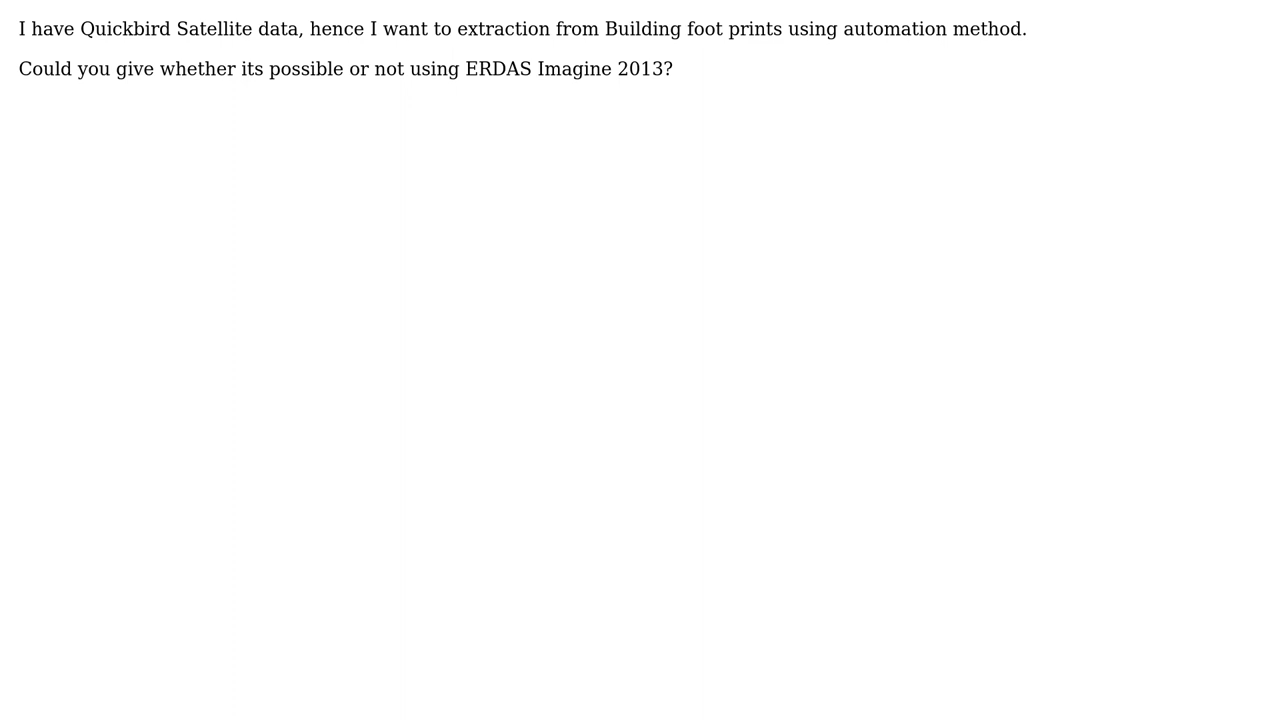 I have Quickbird Satellite data, hence I want to extraction from Building foot prints using automation method.
Could you give whether its possible or not using ERDAS Imagine 2013?